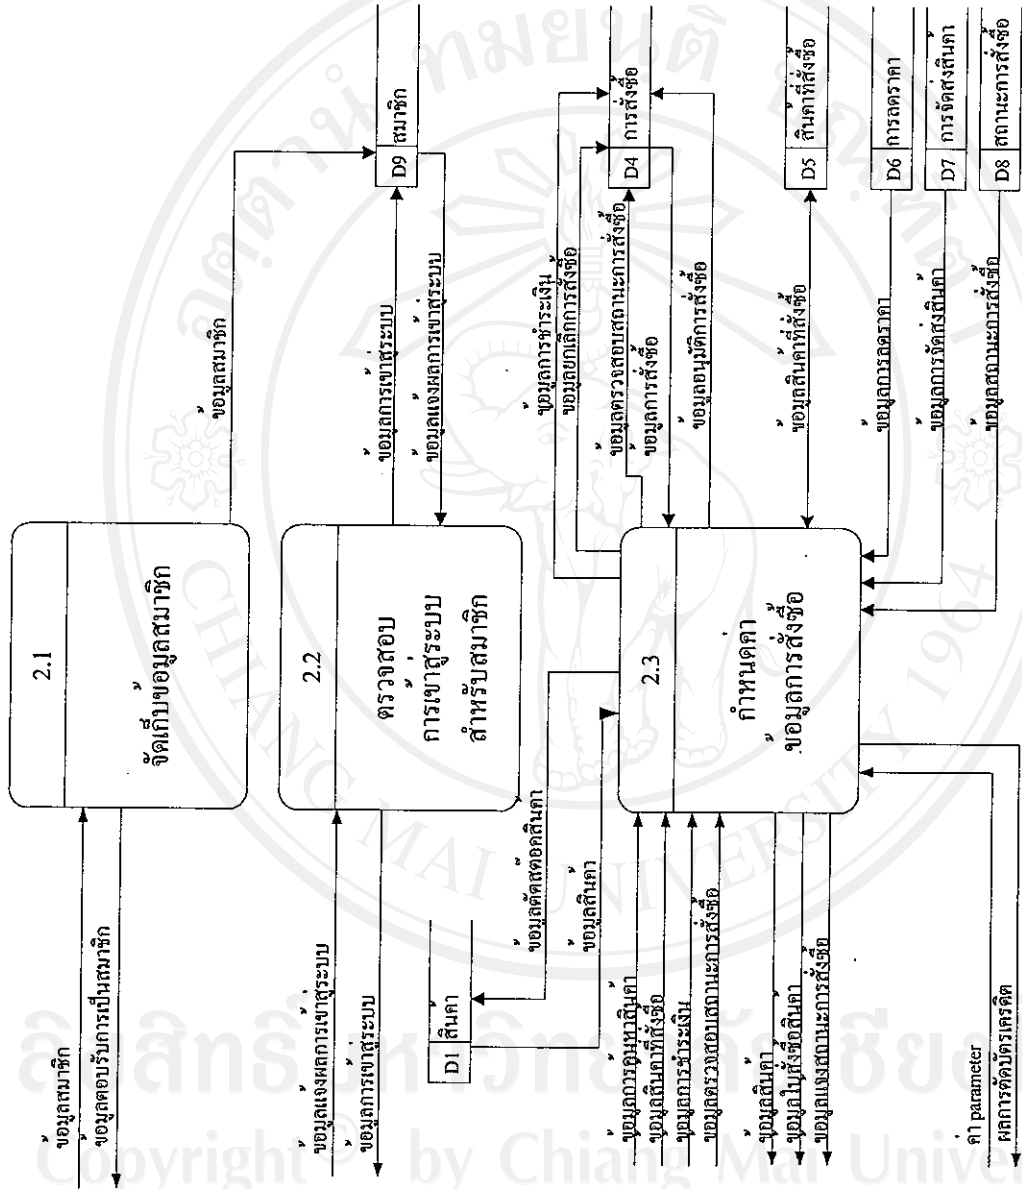 ข้อมูลสมาชิก
ข้อมูลตอบรับการเป็นสมาชิก
2.1
จัดเก็บข้อมูลสมาชิก
ข้อมูลสมาชิก
D9 สมาชิก
ข้อมูลแจ้งผลการเข้าสู่ระบบ
ข้อมูลการเข้าสู่ระบบ
2.2
ตรวจสอบ
การเข้าสู่ระบบ
สำหรับสมาชิก
ข้อมูลการเข้าสู่ระบบ
ข้อมูลแจ้งผลการเข้าสู่ระบบ
D1 สินค้า
ข้อมูลตัดสตอคสินค้า
ข้อมูลสินค้า
ข้อมูลการค้นหาสินค้า
ข้อมูลสินค้าที่สั่งซื้อ
ข้อมูลการชำระเงิน
ข้อมูลตรวจสอบสถานะการสั่งซื้อ
ข้อมูลสินค้า
ข้อมูลใบสั่งซื้อสินค้า
ข้อมูลแจ้งสถานะการสั่งซื้อ
ค่า parameter
ผลการตัดบัตรเครดิต
2.3
กำหนดค่า
ข้อมูลการสั่งซื้อ
ข้อมูลการชำระเงิน
ข้อมูลยกเลิกการสั่งซื้อ
ข้อมูลตรวจสอบสถานะการสั่งซื้อ
ข้อมูลการสั่งซื้อ
ข้อมูลอนุมัติการสั่งซื้อ
D4 การสั่งซื้อ
ข้อมูลสินค้าที่สั่งซื้อ
D5 สินค้าที่สั่งซื้อ
ข้อมูลการลดราคา
D6 การลดราคา
ข้อมูลการจัดส่งสินค้า
D7 การจัดส่งสินค้า
ข้อมูลสถานะการสั่งซื้อ
D8 สถานะการสั่งซื้อ
CHIANG MAI UNIVERSITY 1964
Copyright © by Chiang Mai Unive